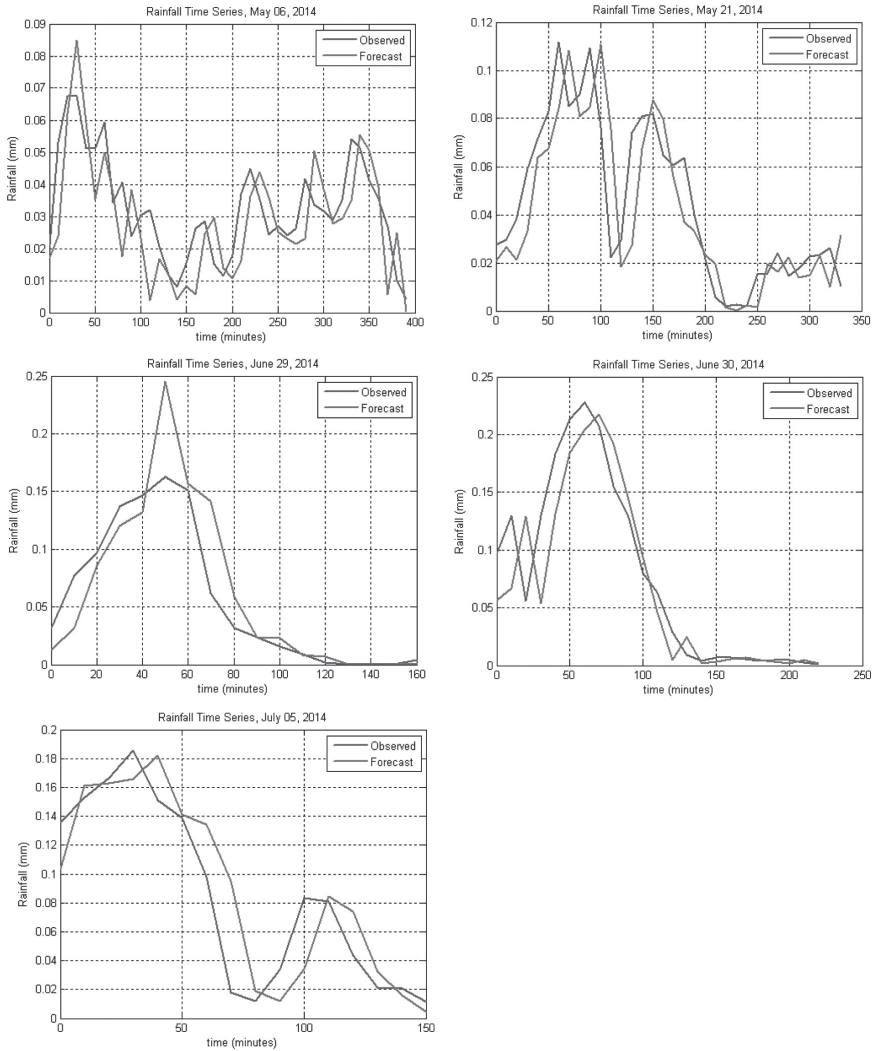 Rainfall Time Series, May 06, 2014
Observed
Forecast
Rainfall (mm)
0.09
0.08
0.07
0.06
0.05
0.04
0.03
0.02
0.01
0
0 50 100 150 200 250 300 350 400
time (minutes)
Rainfall Time Series, May 21, 2014
Observed
Forecast
Rainfall (mm)
0.12
0.1
0.08
0.06
0.04
0.02
0
0 50 100 150 200 250 300 350
time (minutes)
Rainfall Time Series, June 29, 2014
Observed
Forecast
Rainfall (mm)
0.25
0.2
0.15
0.1
0.05
0
0 20 40 60 80 100 120 140 160
time (minutes)
Rainfall Time Series, June 30, 2014
Observed
Forecast
Rainfall (mm)
0.25
0.2
0.15
0.1
0.05
0
0 50 100 150 200 250
time (minutes)
Rainfall Time Series, July 05, 2014
Observed
Forecast
Rainfall (mm)
0.2
0.18
0.16
0.14
0.12
0.1
0.08
0.06
0.04
0.02
0
0 50 100 150
time (minutes)